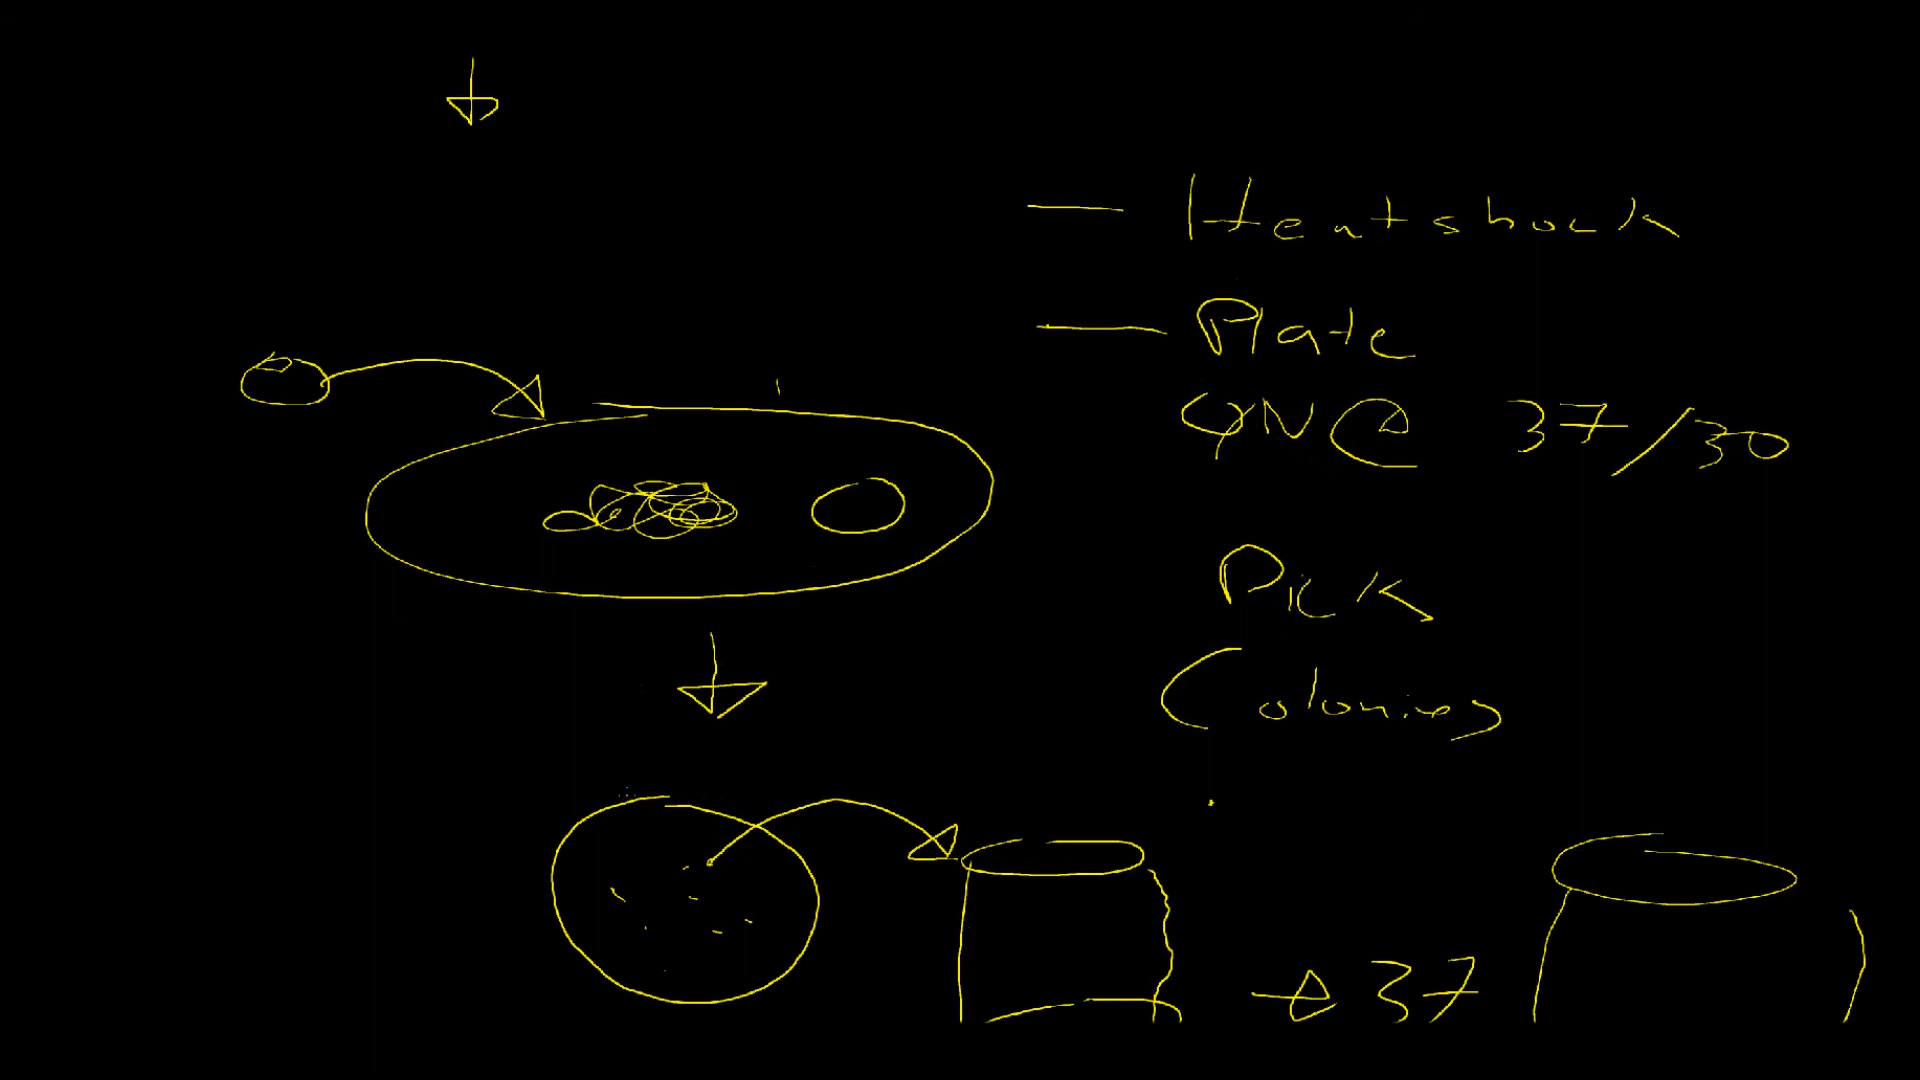 — Heatshock
— Plate
ON @ 37/30
Pick
Colonies
→ 37